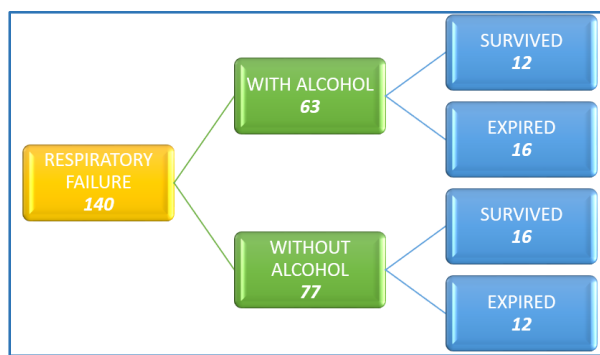 RESPIRATORY
FAILURE
140
WITH ALCOHOL
63
SURVIVED
12
EXPIRED
16
WITHOUT
ALCOHOL
77
SURVIVED
16
EXPIRED
12